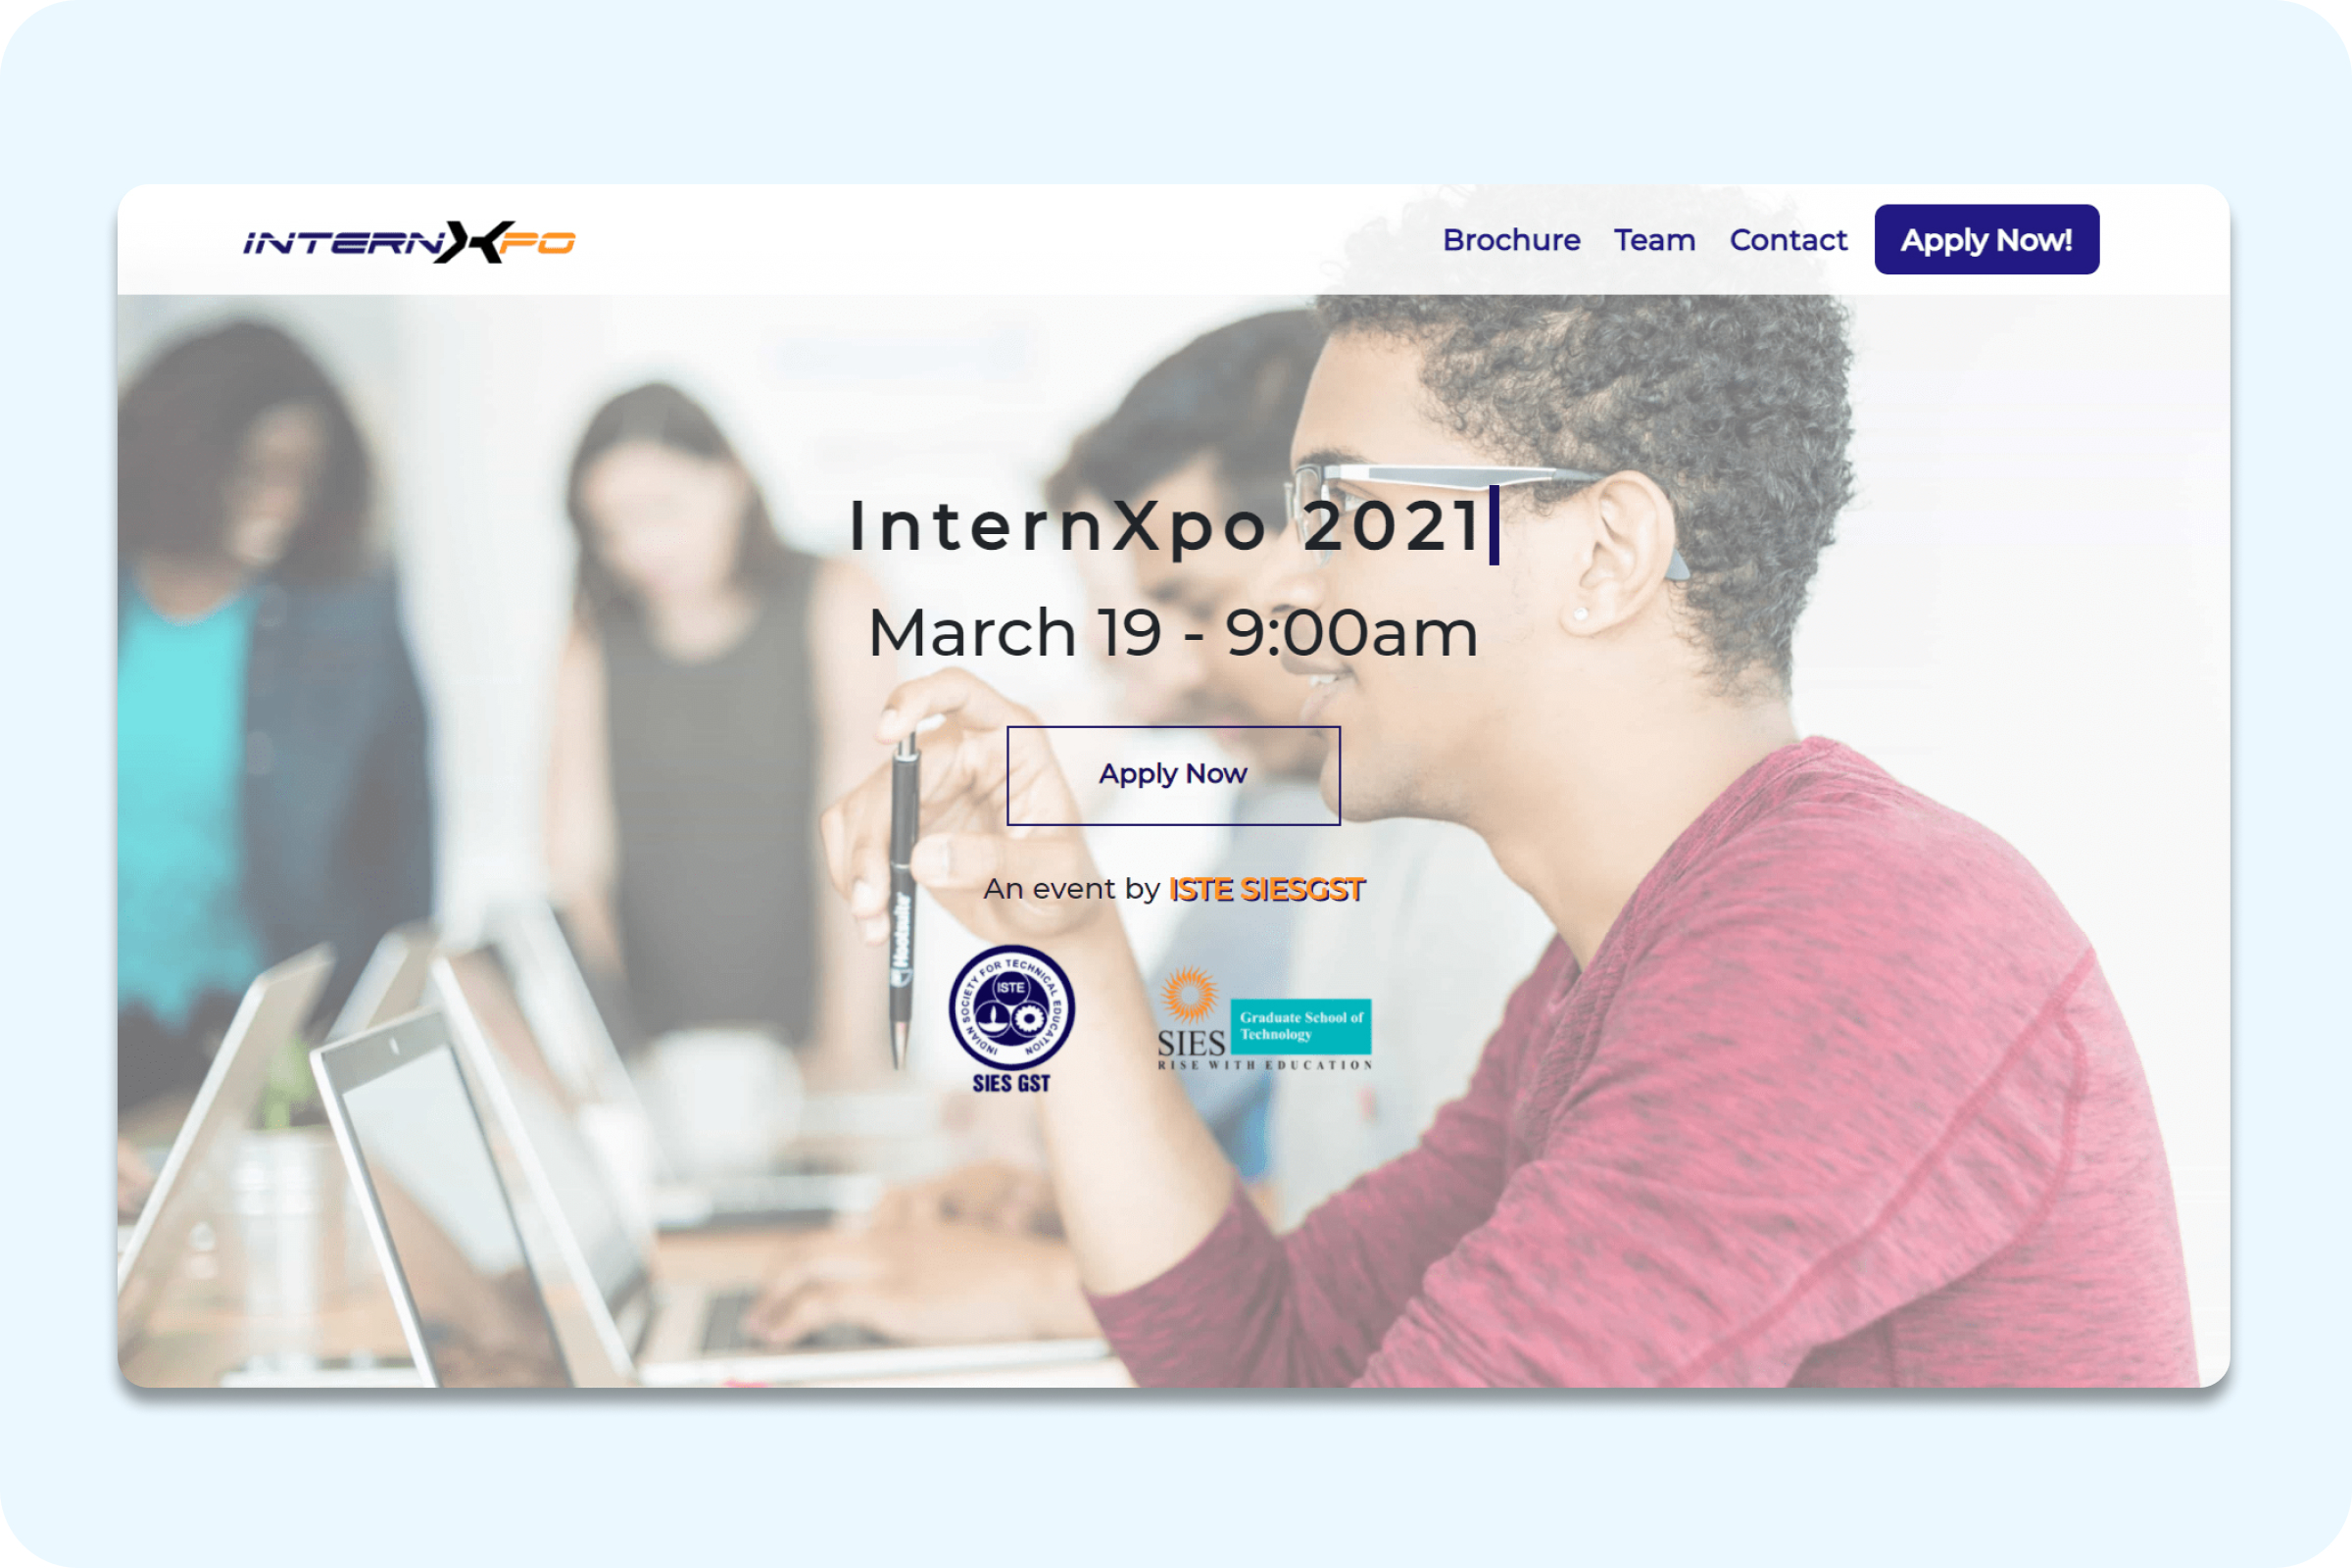 INTERNXPO
Brochure Team Contact Apply Now!
InternXpo 2021
March 19 - 9:00am
Apply Now
An event by ISTE SIESGST
Hootsuite
INDIAN SOCIETY FOR TECHNICAL EDUCATION
ISTE
SIES GST
SIES
Graduate School of
Technology
RISE WITH EDUCATION